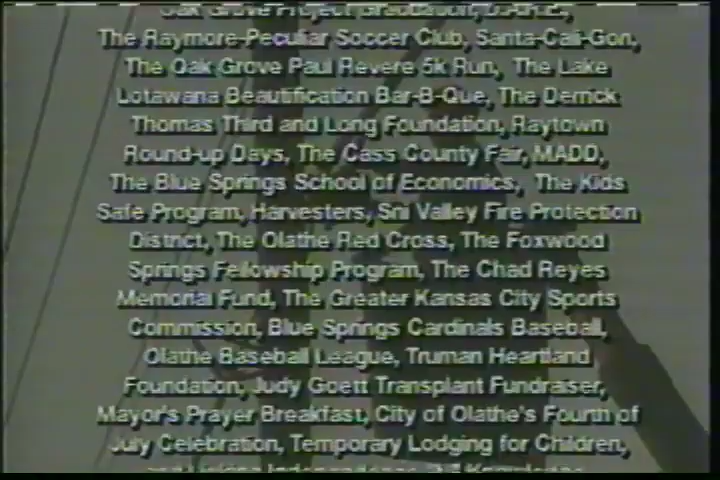 Oak Grove Project Graduation, D.A.R.E.,
The Raymore-Peculiar Soccer Club, Santa-Cali-Gon,
The Oak Grove Paul Revere 5k Run, The Lake
Lotawana Beautification Bar-B-Que, The Derrick
Thomas Third and Long Foundation, Raytown
Round-up Days, The Cass County Fair, MADD,
The Blue Springs School of Economics, The Kids
Safe Program, Harvesters, Sni Valley Fire Protection
District, The Olathe Red Cross, The Foxwood
Springs Fellowship Program, The Chad Reyes
Memorial Fund, The Greater Kansas City Sports
Commission, Blue Springs Cardinals Baseball,
Olathe Baseball League, Truman Heartland
Foundation, Judy Goett Transplant Fundraiser,
Mayor's Prayer Breakfast, City of Olathe's Fourth of
July Celebration, Temporary Lodging for Children,
and